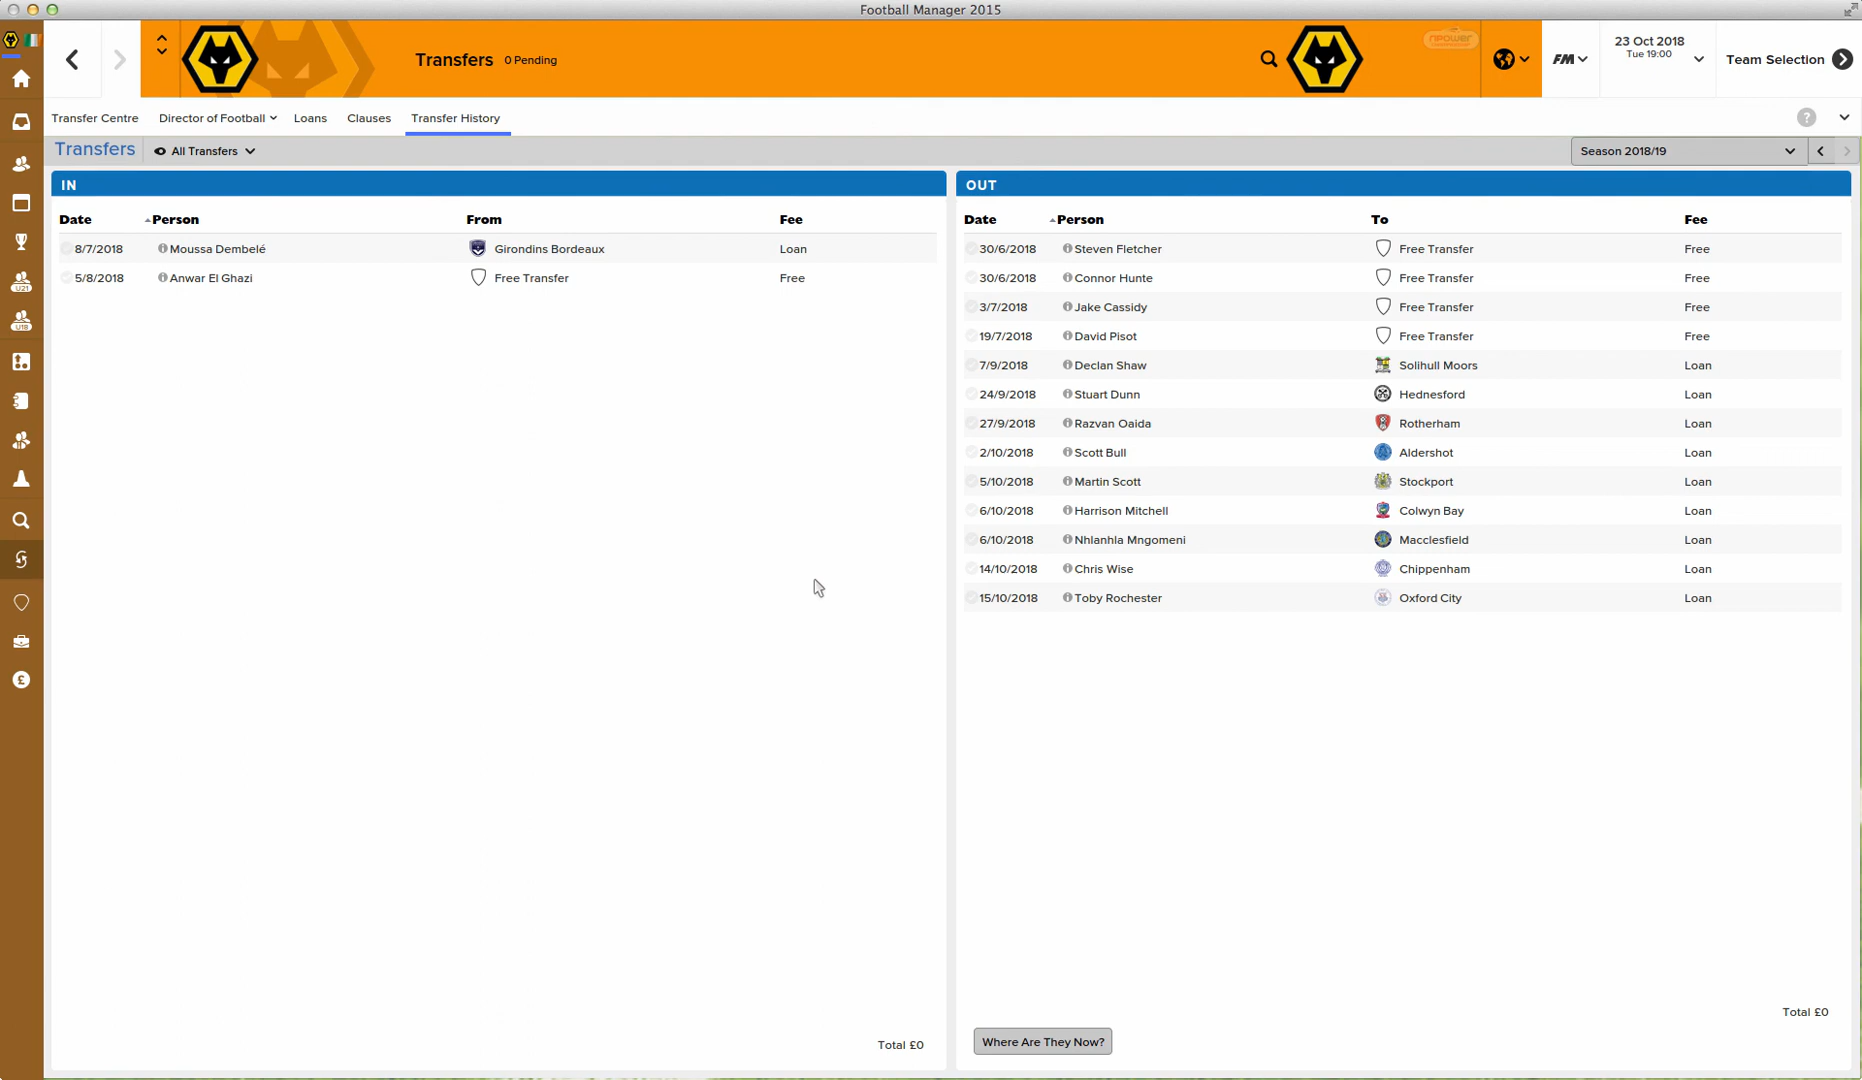 Football Manager 2015
Transfers 0 Pending
npower
FM
23 Oct 2018
Tue 19:00
Team Selection
Transfer Centre Director of Football Loans Clauses Transfer History
?
Transfers All Transfers Season 2018/19
IN
Date Person From Fee
8/7/2018 Moussa Dembelé Girondins Bordeaux Loan
5/8/2018 Anwar El Ghazi Free Transfer Free
Total £0
OUT
Date Person To Fee
30/6/2018 Steven Fletcher Free Transfer Free
30/6/2018 Connor Hunte Free Transfer Free
3/7/2018 Jake Cassidy Free Transfer Free
19/7/2018 David Pisot Free Transfer Free
7/9/2018 Declan Shaw Solihull Moors Loan
24/9/2018 Stuart Dunn Hednesford Loan
27/9/2018 Razvan Oaida Rotherham Loan
2/10/2018 Scott Bull Aldershot Loan
5/10/2018 Martin Scott Stockport Loan
6/10/2018 Harrison Mitchell Colwyn Bay Loan
6/10/2018 Nhlanhla Mngomeni Macclesfield Loan
14/10/2018 Chris Wise Chippenham Loan
15/10/2018 Toby Rochester Oxford City Loan
Total £0
Where Are They Now?
U21
U18
£